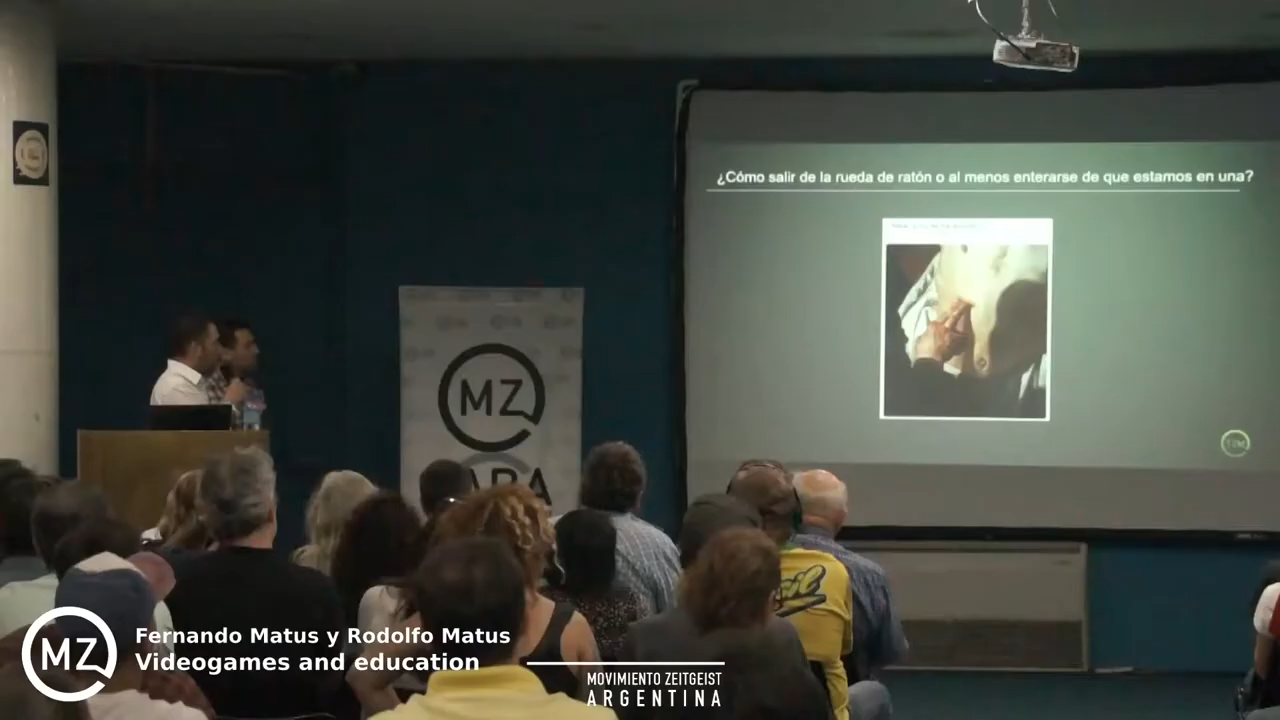 ¿Cómo salir de la rueda de ratón o al menos enterarse de que estamos en una?
MZ
Fernando Matus y Rodolfo Matus
Videogames and education
MZ
MOVIMIENTO ZEITGEIST
ARGENTINA